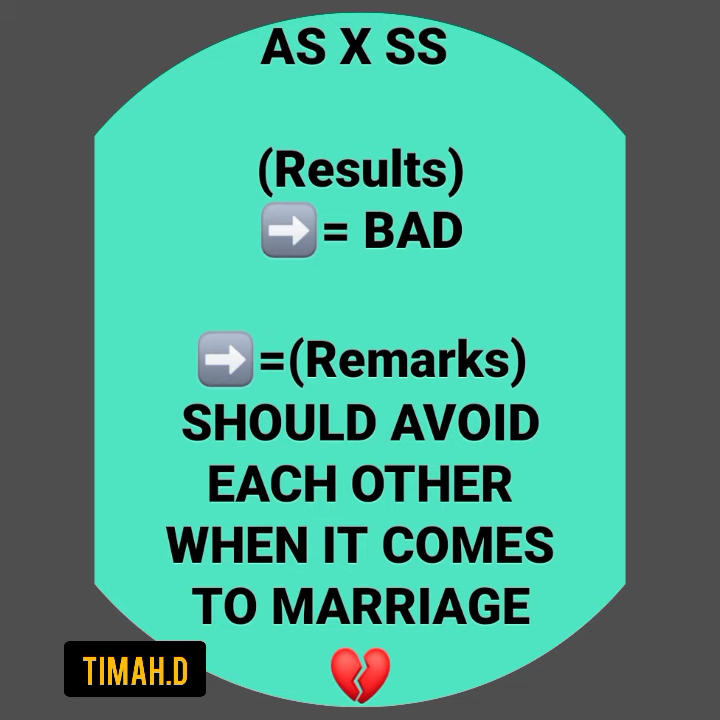 AS X SS
(Results)
➡️= BAD
➡️=(Remarks)
SHOULD AVOID
EACH OTHER
WHEN IT COMES
TO MARRIAGE
💔
TIMAH.D